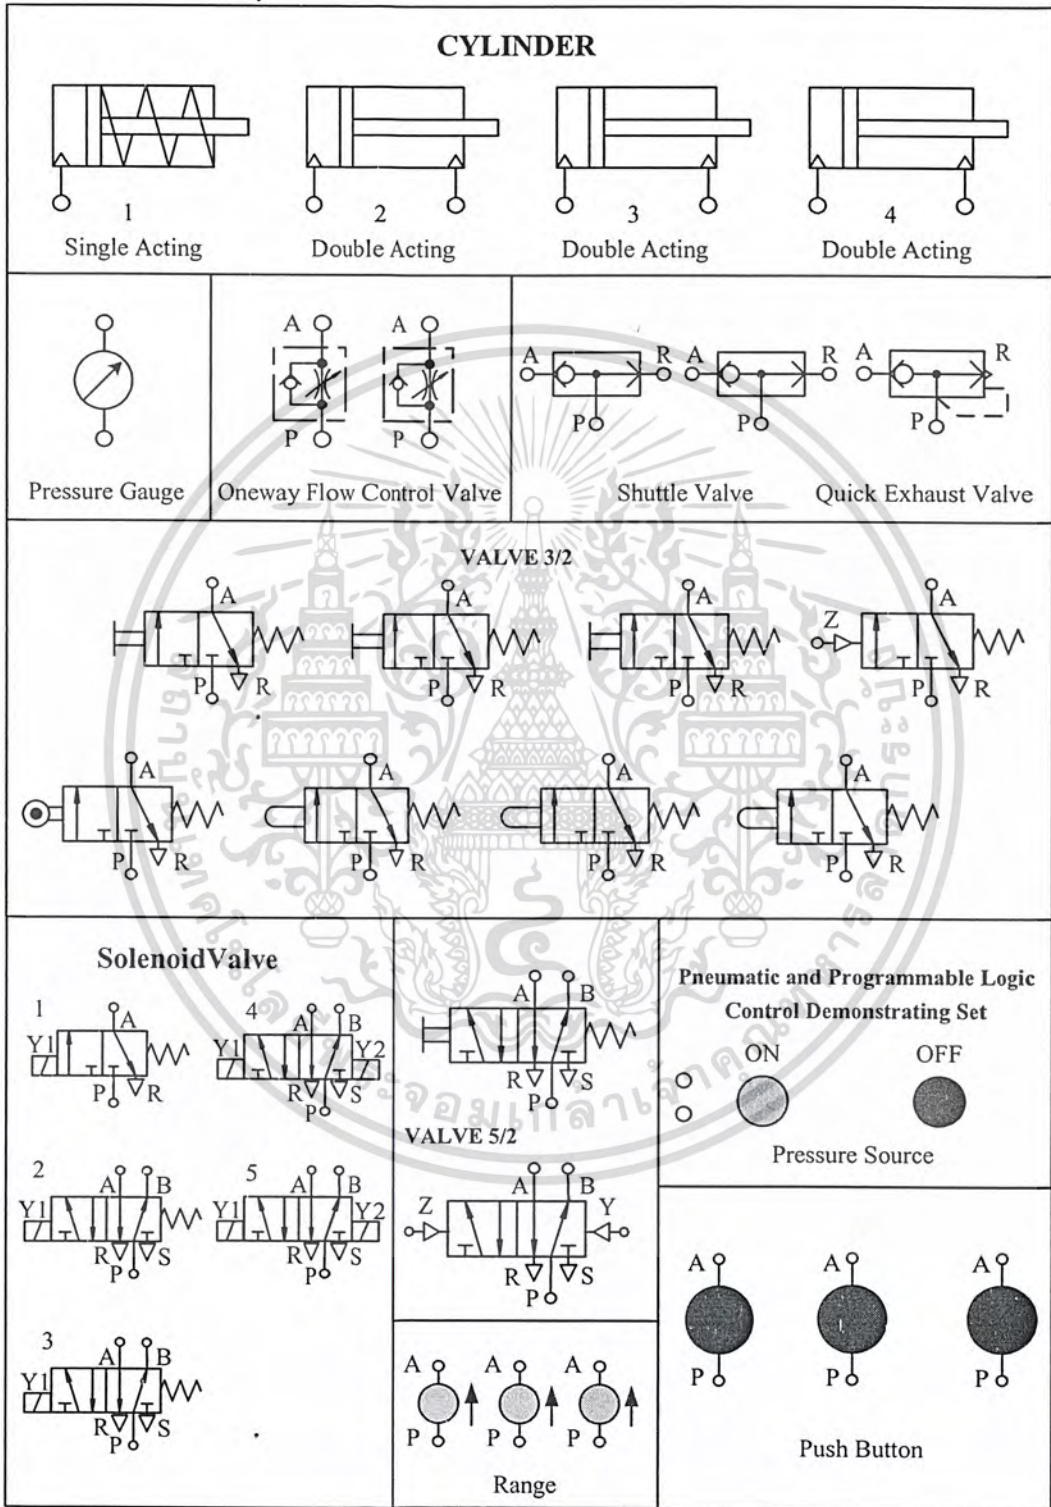 CYLINDER
1
Single Acting
2
Double Acting
3
Double Acting
4
Double Acting
Pressure Gauge
A A
P P
Oneway Flow Control Valve
A R A R A R
P P P
Shuttle Valve
Quick Exhaust Valve
VALVE 3/2
A A A Z A
P R P R P R P R
A A A A
P R P R P R P R
SolenoidValve
1 A
Y1
P R
4 A B
Y1 Y2
R S
P
2 A B
Y1
R S
P
5 A B
Y1 Y2
R S
P
3 A B
Y1
R S
P
A B
R S
P
VALVE 5/2
A B
Z Y
R S
P
A A A
P P P
Range
Pneumatic and Programmable Logic
Control Demonstrating Set
ON OFF
Pressure Source
A A A
P P P
Push Button